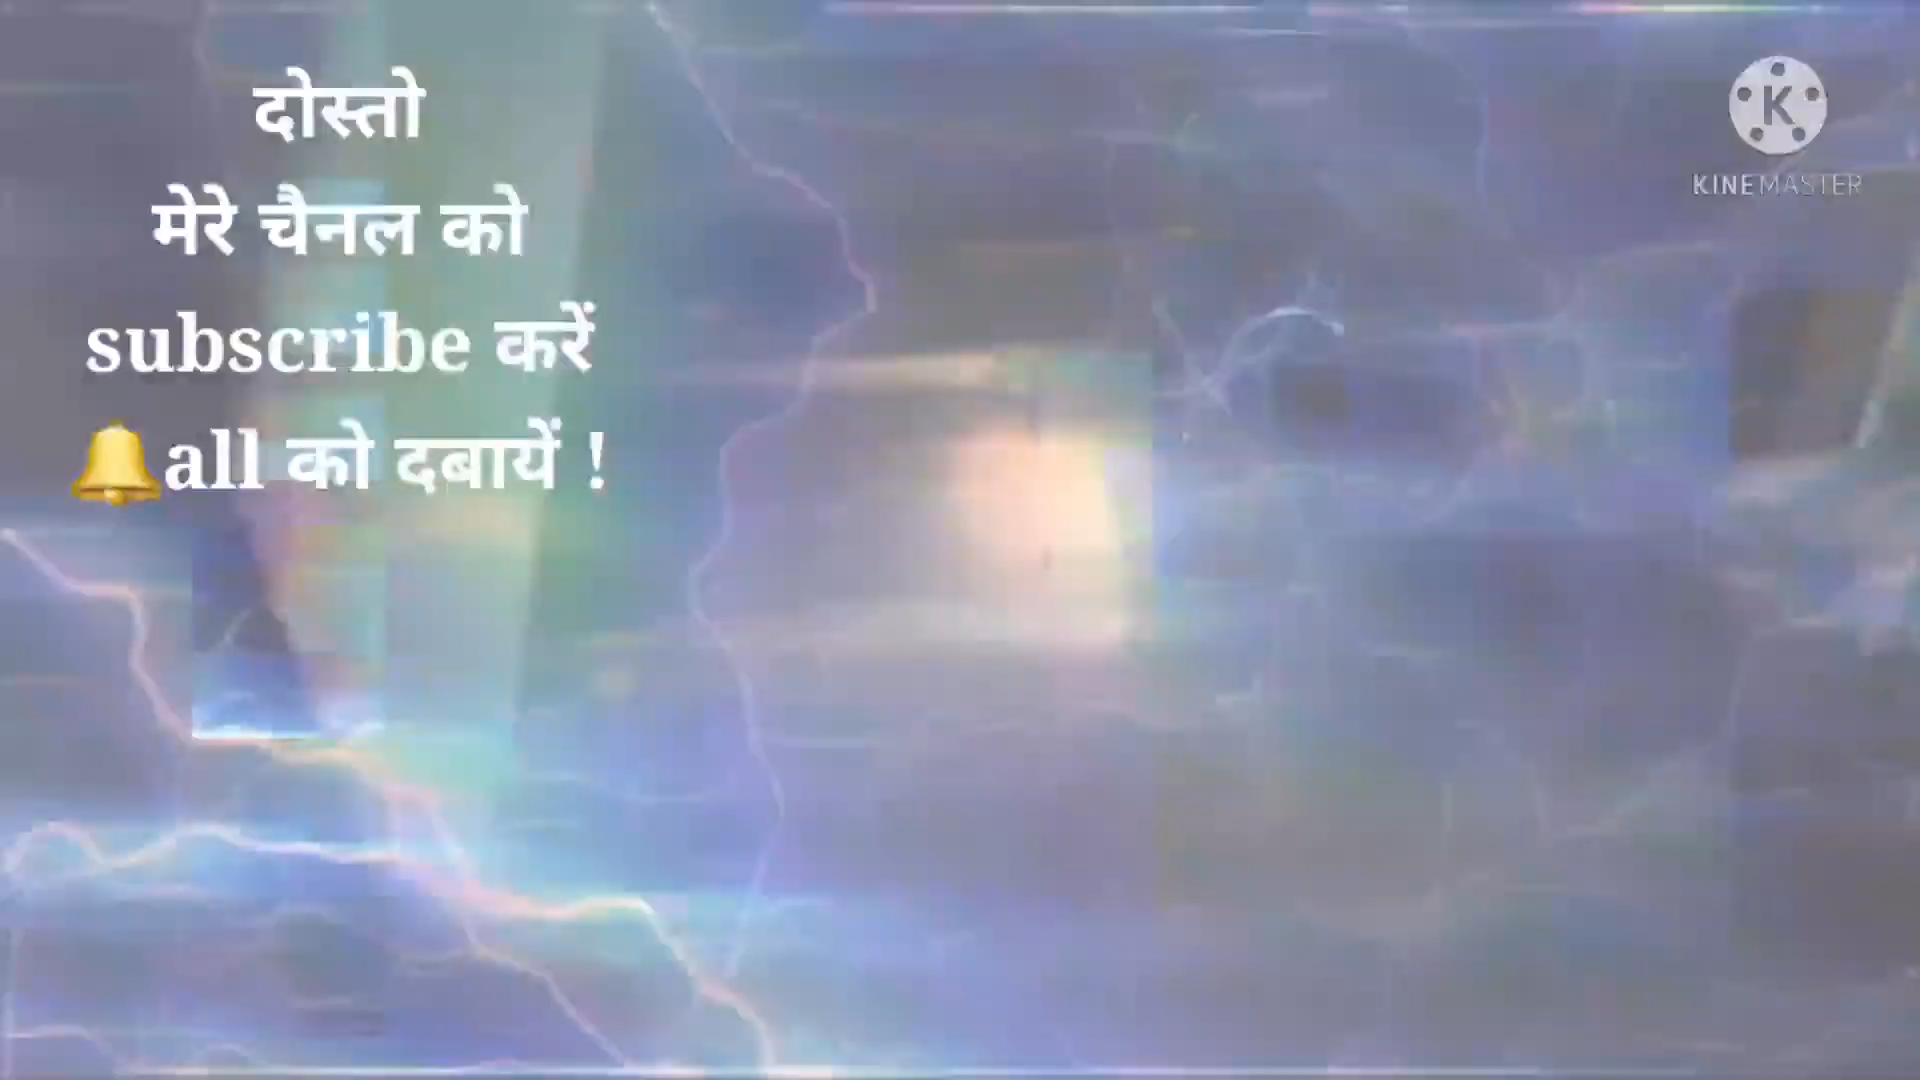 दोस्तो
मेरे चैनल को
subscribe करें
🔔all को दबायें !
K
KINEMASTER